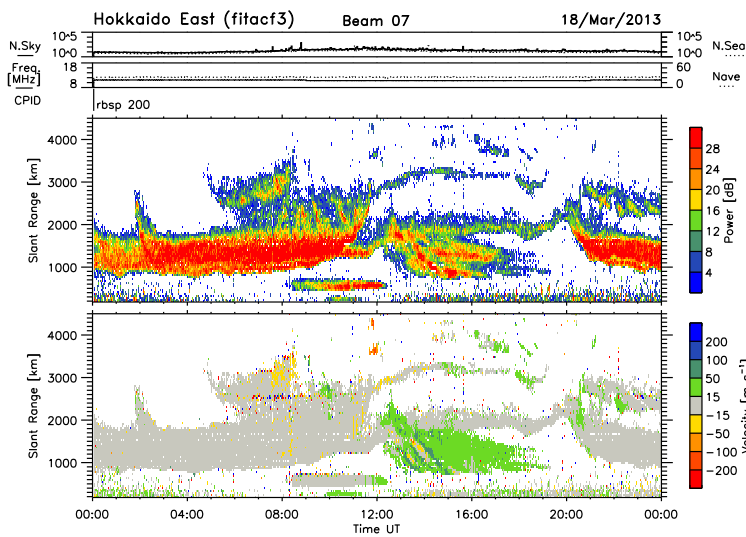 Hokkaido East (fitacf3) Beam 07 18/Mar/2013
10^5 10^5
N.Sky N.Sea
10^0 10^0
Freq. 18 60
[MHz] Nave
8 0
CPID rbsp 200
Slant Range [km]
4000
3000
2000
1000
Power [dB]
28
24
20
16
12
8
4
Slant Range [km]
4000
3000
2000
1000
Velocity [m s^-1]
200
100
50
15
-15
-50
-100
-200
00:00 04:00 08:00 12:00 16:00 20:00 00:00
Time UT